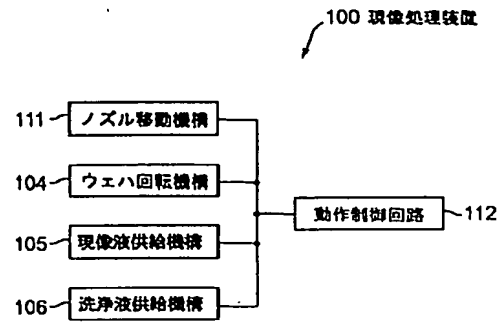 100 現像処理装置
111 ノズル移動機構
104 ウェハ回転機構
動作制御回路 112
105 現像液供給機構
106 洗浄液供給機構